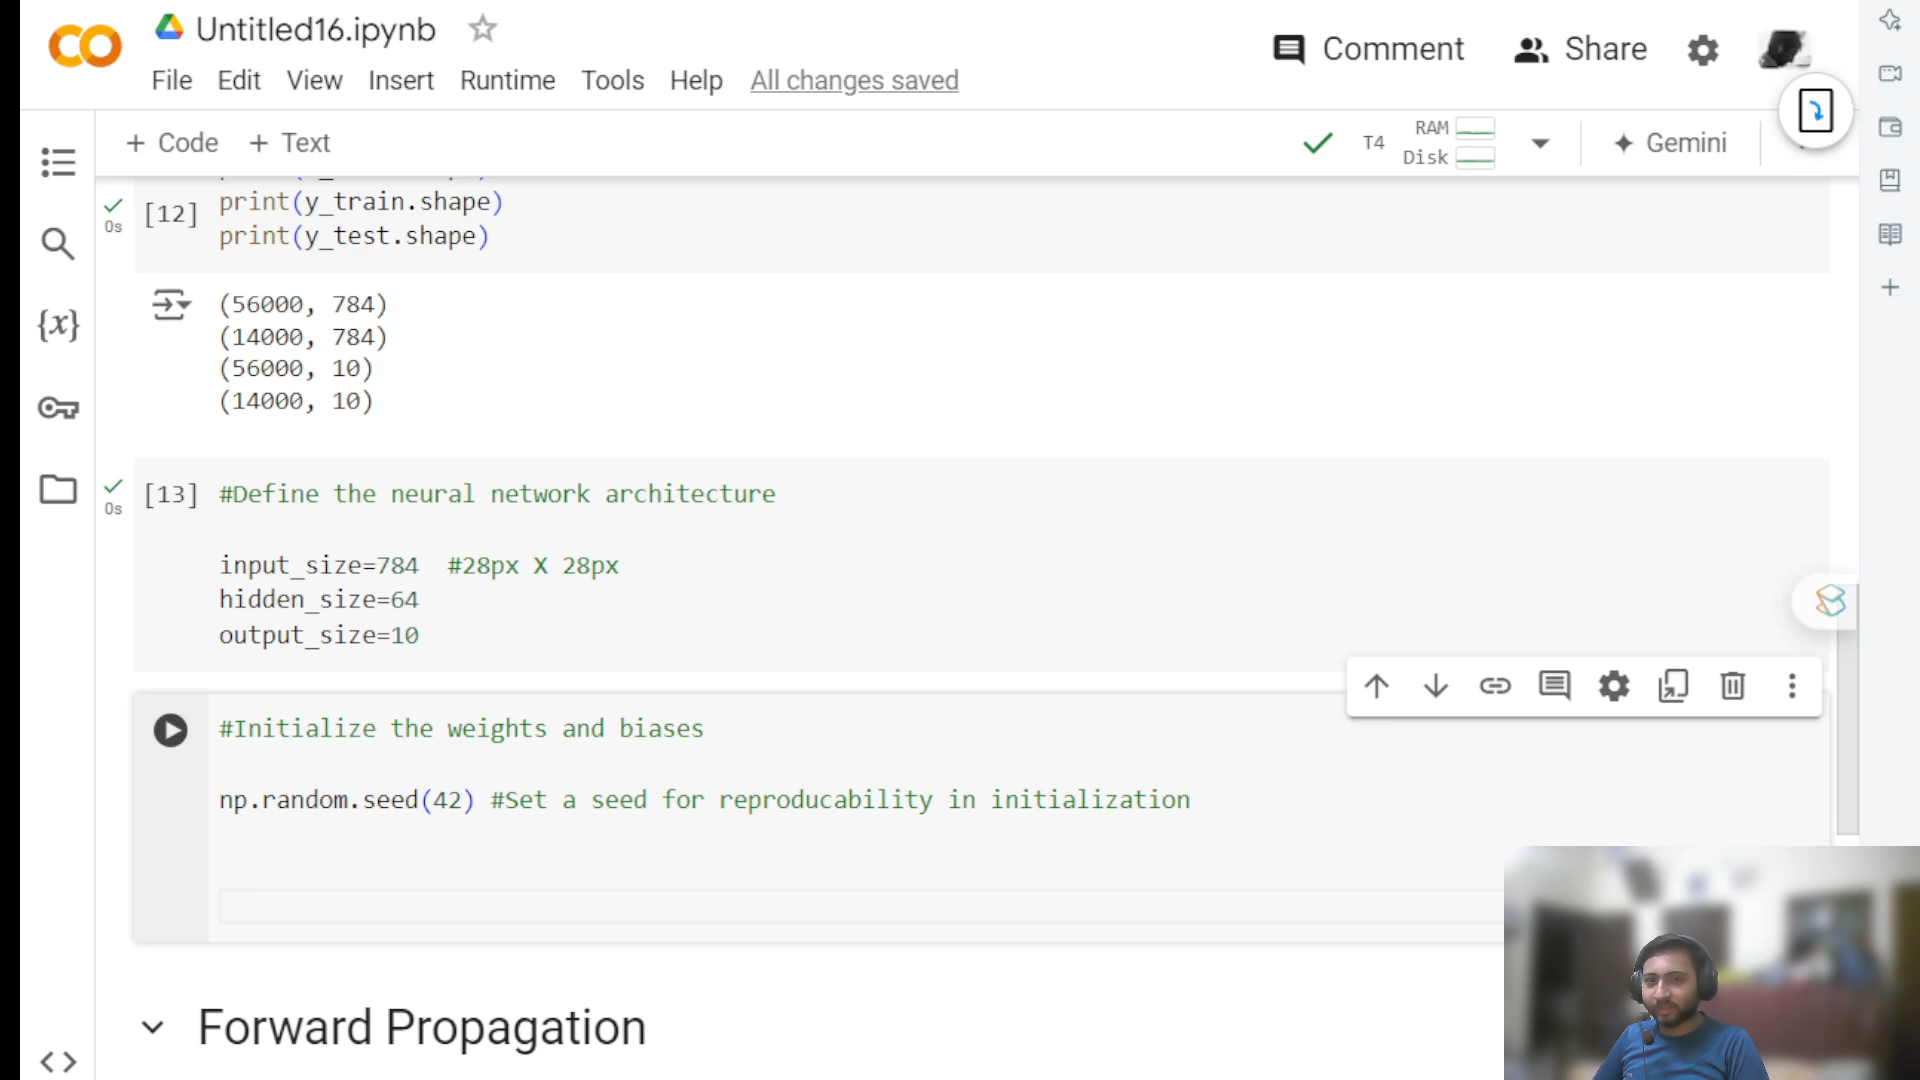 Untitled16.ipynb
Comment
Share
File Edit View Insert Runtime Tools Help All changes saved
+ Code + Text
T4
RAM
Disk
Gemini
print(y_train.shape)
print(y_test.shape)
[12]
0s
(56000, 784)
(14000, 784)
(56000, 10)
(14000, 10)
{x}
[13] #Define the neural network architecture
0s
input_size=784 #28px X 28px
hidden_size=64
output_size=10
#Initialize the weights and biases
np.random.seed(42) #Set a seed for reproducability in initialization
Forward Propagation